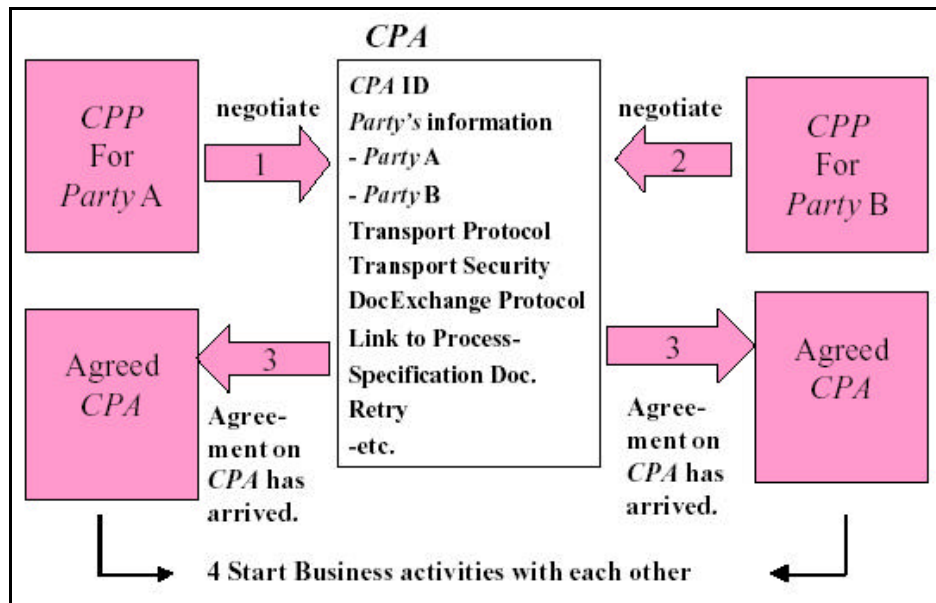 CPA
CPP
For
Party A
negotiate
1
CPA ID
Party's information
- Party A
- Party B
Transport Protocol
Transport Security
DocExchange Protocol
Link to Process-
Specification Doc.
Retry
-etc.
negotiate
2
CPP
For
Party B
Agreed
CPA
3
Agree-
ment on
CPA has
arrived.
3
Agree-
ment on
CPA has
arrived.
Agreed
CPA
4 Start Business activities with each other